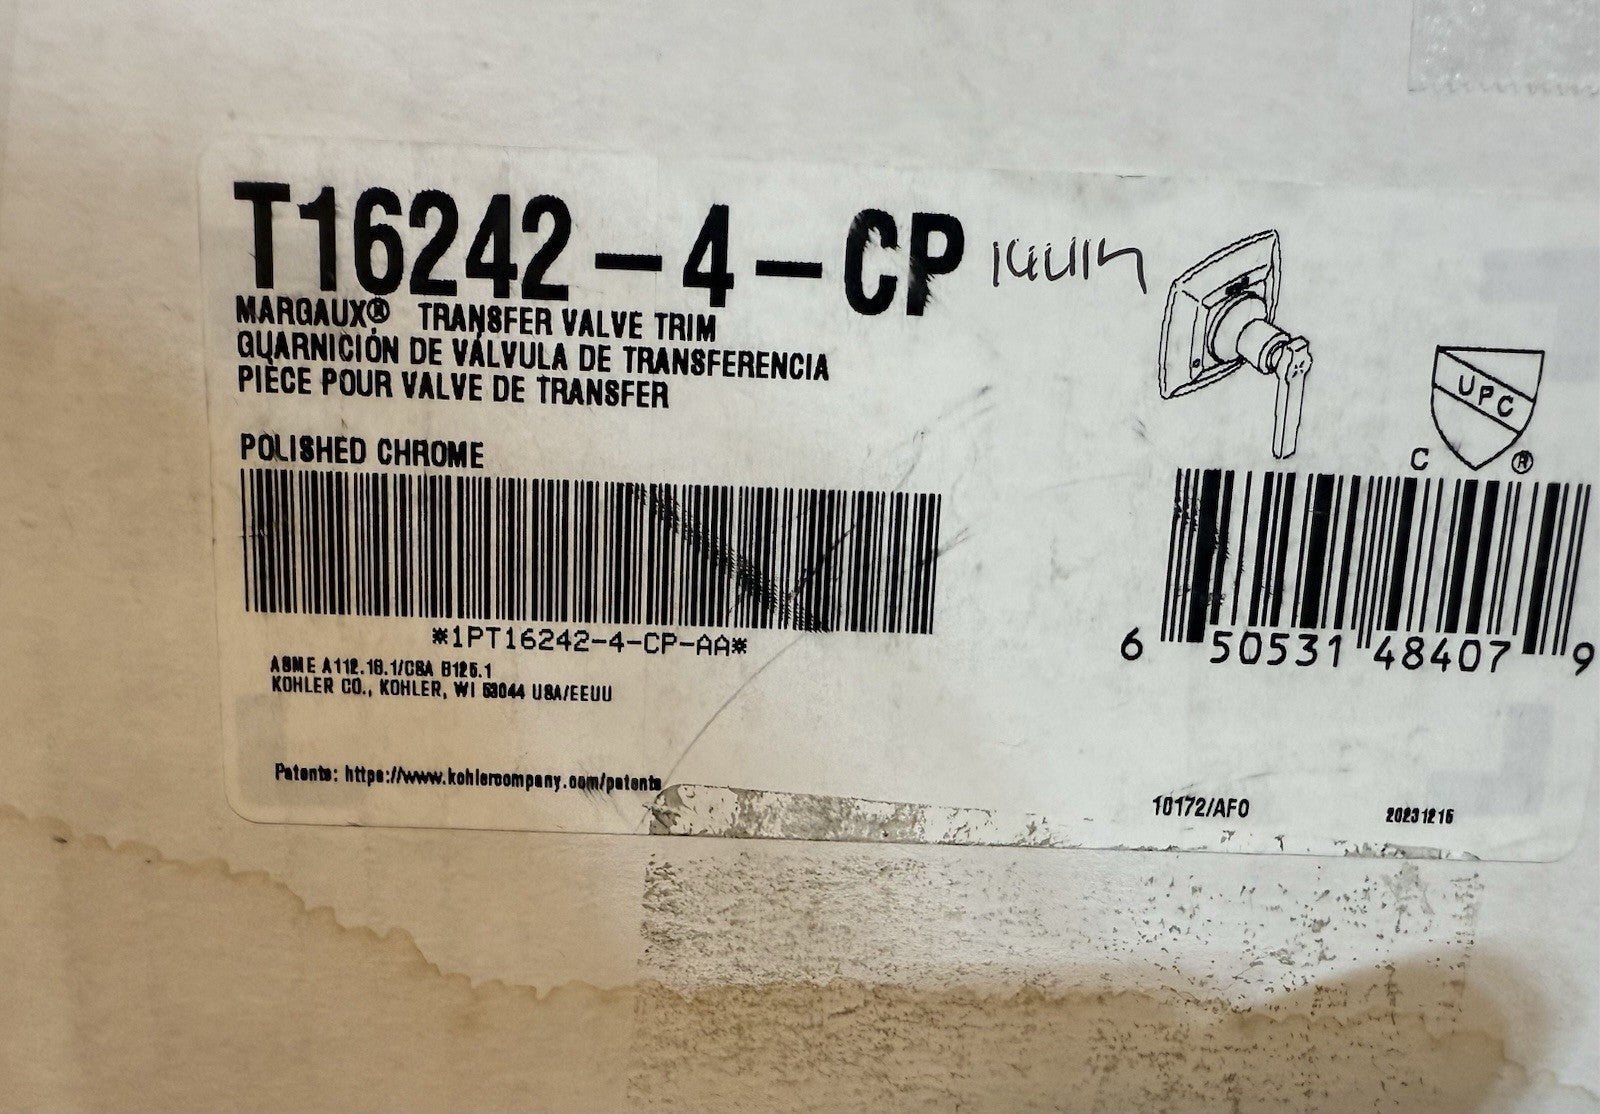 T16242-4-CP
MARGAUX® TRANSFER VALVE TRIM
GUARNICIÓN DE VÁLVULA DE TRANSFERENCIA
PIÈCE POUR VALVE DE TRANSFER
POLISHED CHROME
*1PT16242-4-CP-AA*
ASME A112.18.1/CSA B125.1
KOHLER CO., KOHLER, WI 53044 USA/EEUU
Patents: https://www.kohlercompany.com/patents
UPC
C ®
6 50531 48407 9
10172/AF0
20231215